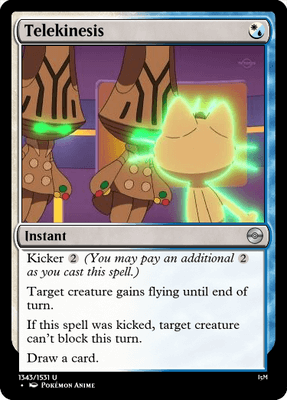 Telekinesis
Instant
Kicker 2 (You may pay an additional 2
as you cast this spell.)
Target creature gains flying until end of
turn.
If this spell was kicked, target creature
can't block this turn.
Draw a card.
1343/1531 U
ISM
• POKÉMON ANIME